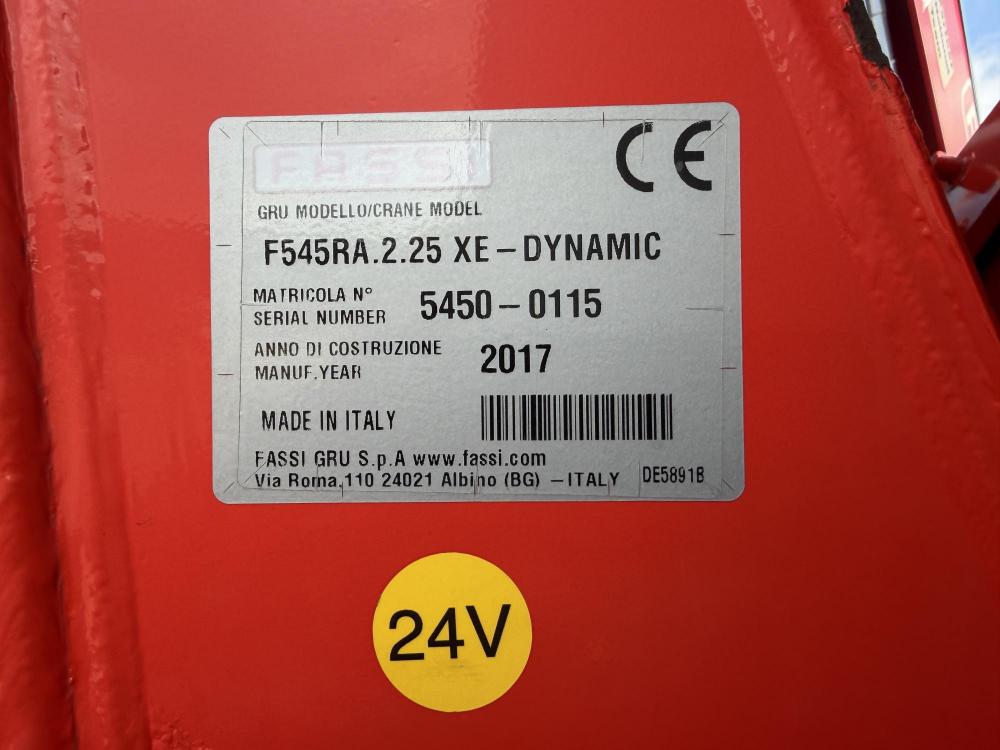 FASSI
CE
GRU MODELLO/CRANE MODEL
F545RA.2.25 XE – DYNAMIC
MATRICOLA N°
SERIAL NUMBER 5450 – 0115
ANNO DI COSTRUZIONE
MANUF.YEAR 2017
MADE IN ITALY
FASSI GRU S.p.A www.fassi.com
Via Roma,110 24021 Albino (BG) – ITALY DE5891B
24V